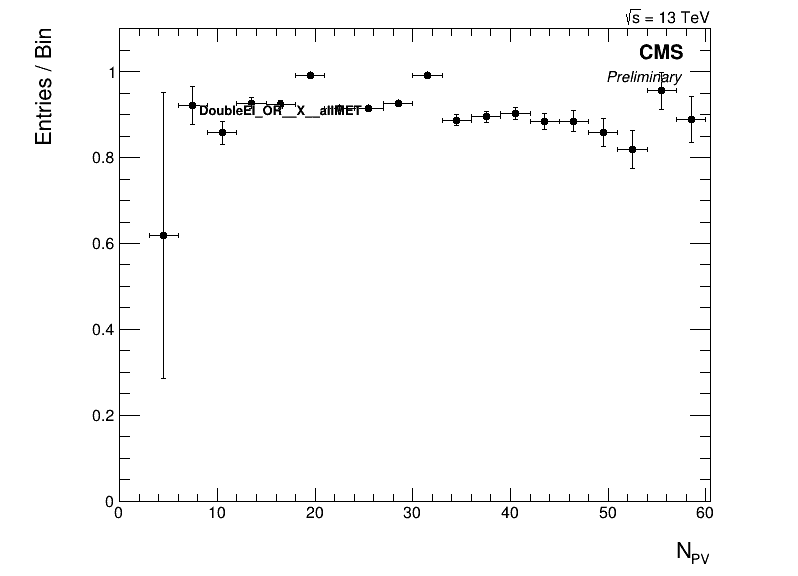 √s = 13 TeV
CMS
Preliminary
DoubleEl_OR__X__allMET
Entries / Bin
1
0.8
0.6
0.4
0.2
0
0 10 20 30 40 50 60
N_PV